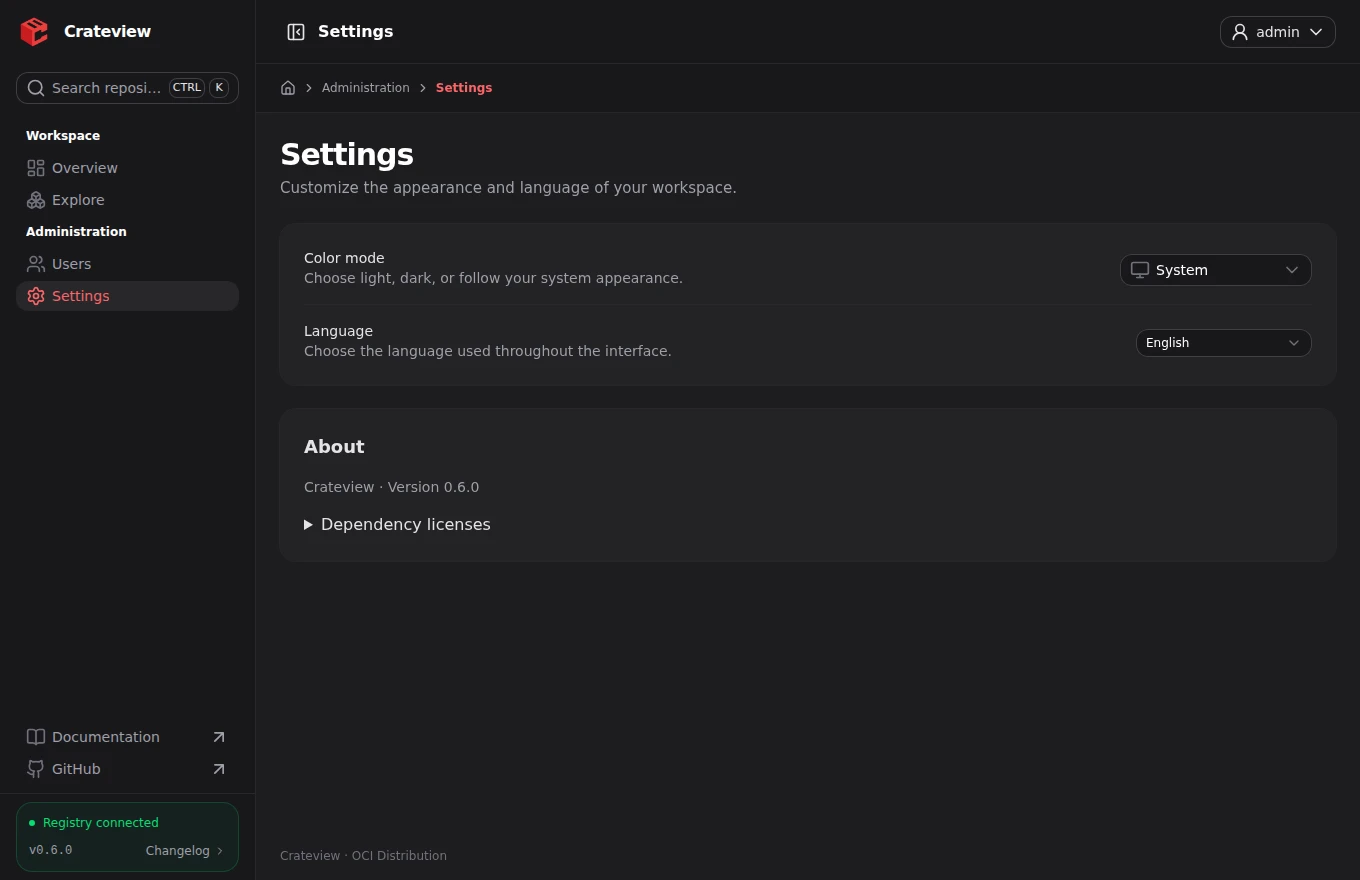 Crateview
Settings
admin
Search reposi... CTRL K
Administration
Settings
Workspace
Overview
Explore
Administration
Users
Settings
Settings
Customize the appearance and language of your workspace.
Color mode
Choose light, dark, or follow your system appearance.
System
Language
Choose the language used throughout the interface.
English
About
Crateview · Version 0.6.0
Dependency licenses
Documentation
GitHub
Registry connected
v0.6.0
Changelog
Crateview · OCI Distribution